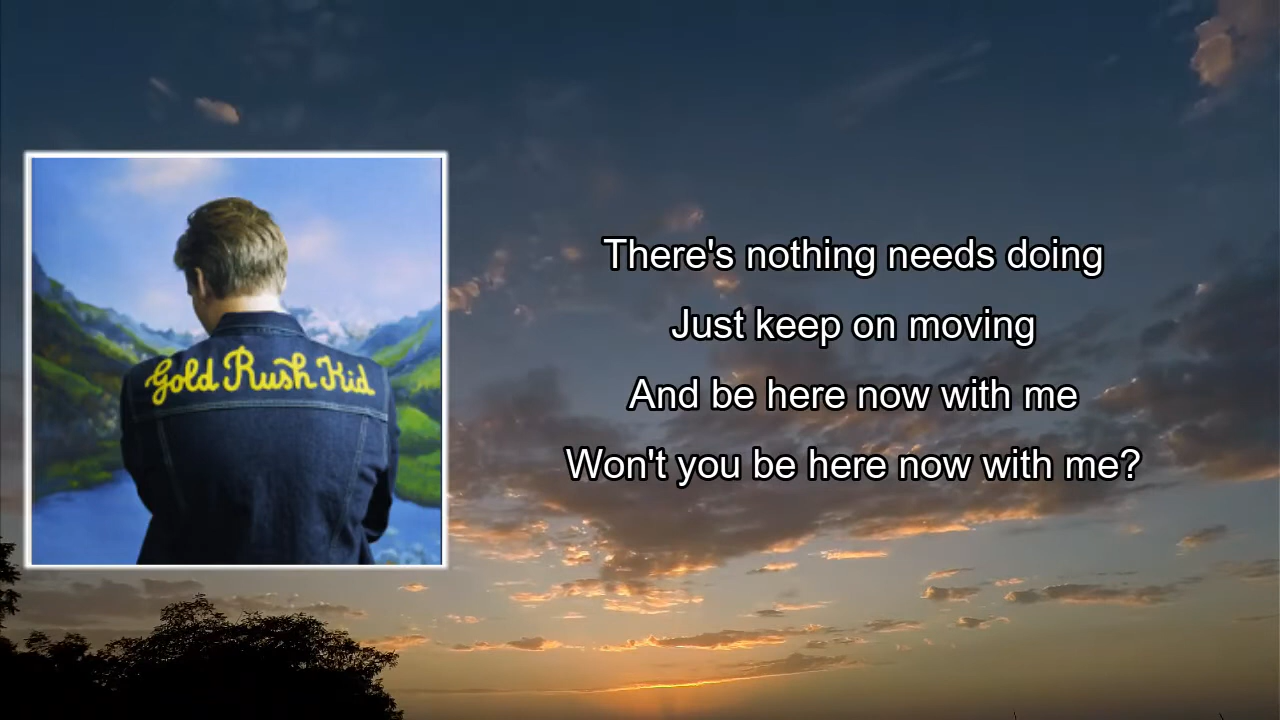 Gold Rush Kid
There's nothing needs doing
Just keep on moving
And be here now with me
Won't you be here now with me?